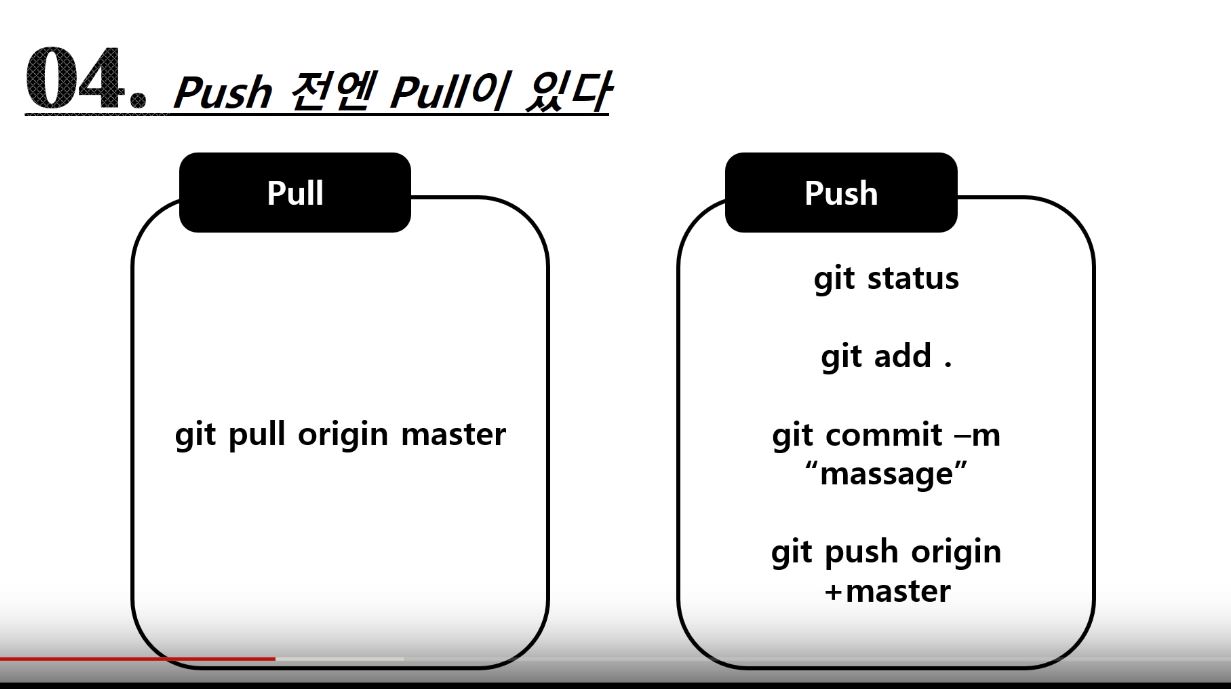 04. Push 전엔 Pull이 있다
Pull
git pull origin master
Push
git status
git add .
git commit –m
“massage”
git push origin
+master